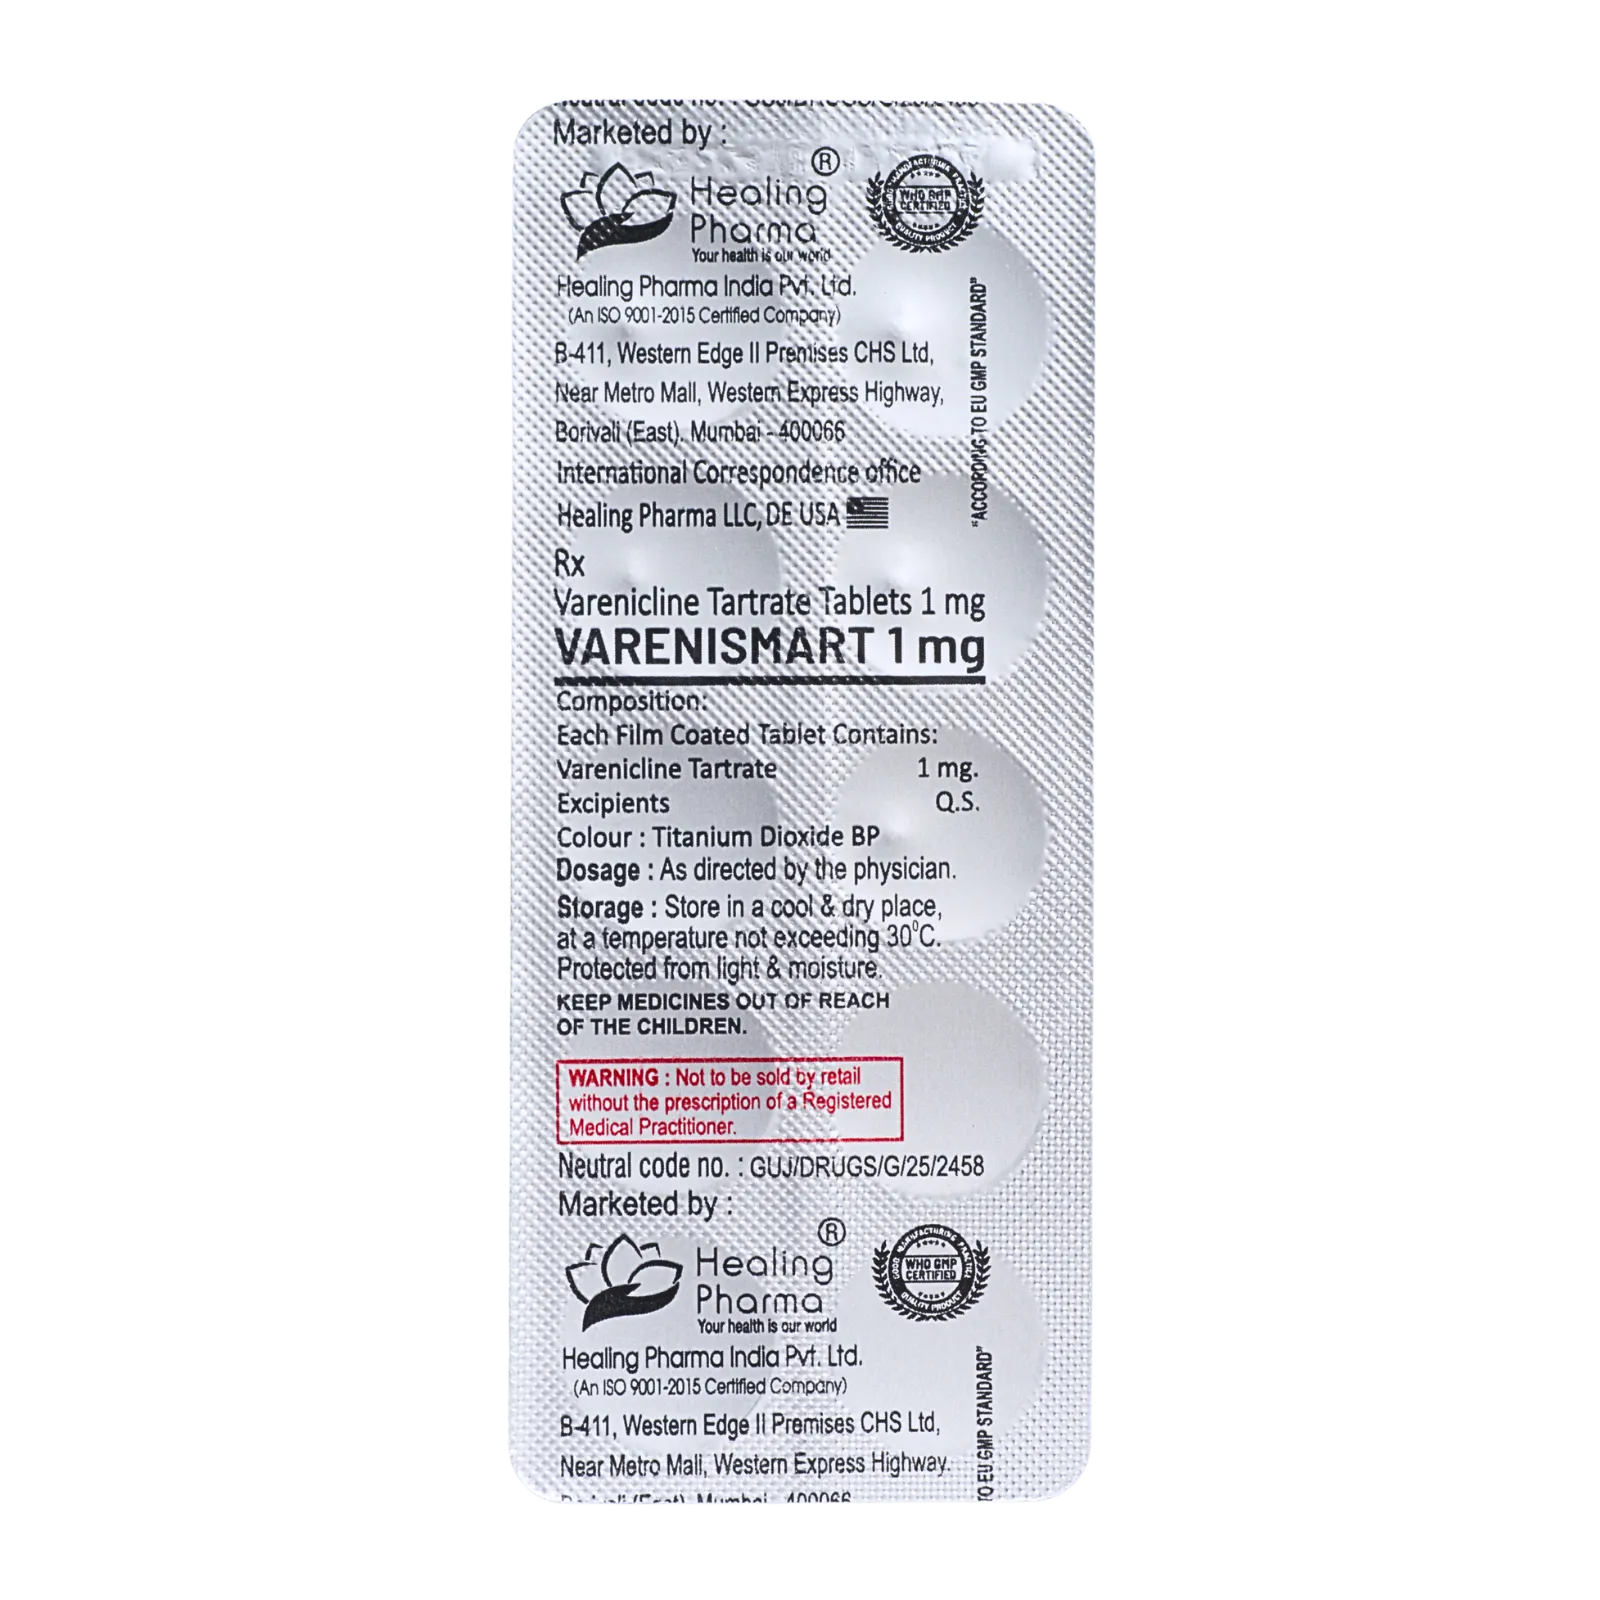 Marketed by :
Healing
Pharma
®
Your health is our world
WHO GMP
CERTIFIED
QUALITY PRODUCT
Healing Pharma India Pvt. Ltd.
(An ISO 9001-2015 Certified Company)
B-411, Western Edge II Premises CHS Ltd,
Near Metro Mall, Western Express Highway,
Borivali (East), Mumbai - 400066
"ACCORDING TO EU GMP STANDARD"
International Correspondence office
Healing Pharma LLC, DE USA
Rx
Varenicline Tartrate Tablets 1 mg
VARENISMART 1 mg
Composition:
Each Film Coated Tablet Contains:
Varenicline Tartrate 1 mg.
Excipients Q.S.
Colour : Titanium Dioxide BP
Dosage : As directed by the physician.
Storage : Store in a cool & dry place,
at a temperature not exceeding 30°C.
Protected from light & moisture.
KEEP MEDICINES OUT OF REACH
OF THE CHILDREN.
WARNING : Not to be sold by retail
without the prescription of a Registered
Medical Practitioner.
Neutral code no. : GUJ/DRUGS/G/25/2458
Marketed by :
Healing
Pharma
®
Your health is our world
GOOD MANUFACTURING PRACTICE
WHO GMP
CERTIFIED
QUALITY PRODUCT
Healing Pharma India Pvt. Ltd.
(An ISO 9001-2015 Certified Company)
B-411, Western Edge II Premises CHS Ltd,
Near Metro Mall, Western Express Highway.
TO EU GMP STANDARD"